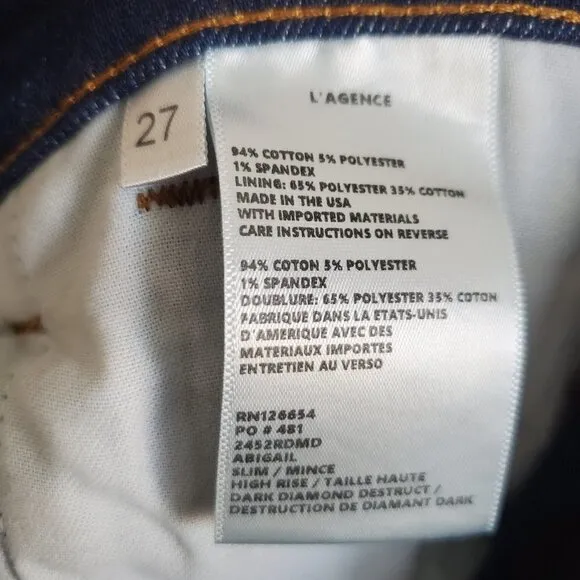 27
L'AGENCE
94% COTTON 5% POLYESTER
1% SPANDEX
LINING: 65% POLYESTER 35% COTTON
MADE IN THE USA
WITH IMPORTED MATERIALS
CARE INSTRUCTIONS ON REVERSE
94% COTON 5% POLYESTER
1% SPANDEX
DOUBLURE: 65% POLYESTER 35% COTON
FABRIQUE DANS LA ETATS-UNIS
D'AMERIQUE AVEC DES
MATERIAUX IMPORTES
ENTRETIEN AU VERSO
RN126654
PO # 481
2452RDMD
ABIGAIL
SLIM / MINCE
HIGH RISE / TAILLE HAUTE
DARK DIAMOND DESTRUCT /
DESTRUCTION DE DIAMANT DARK